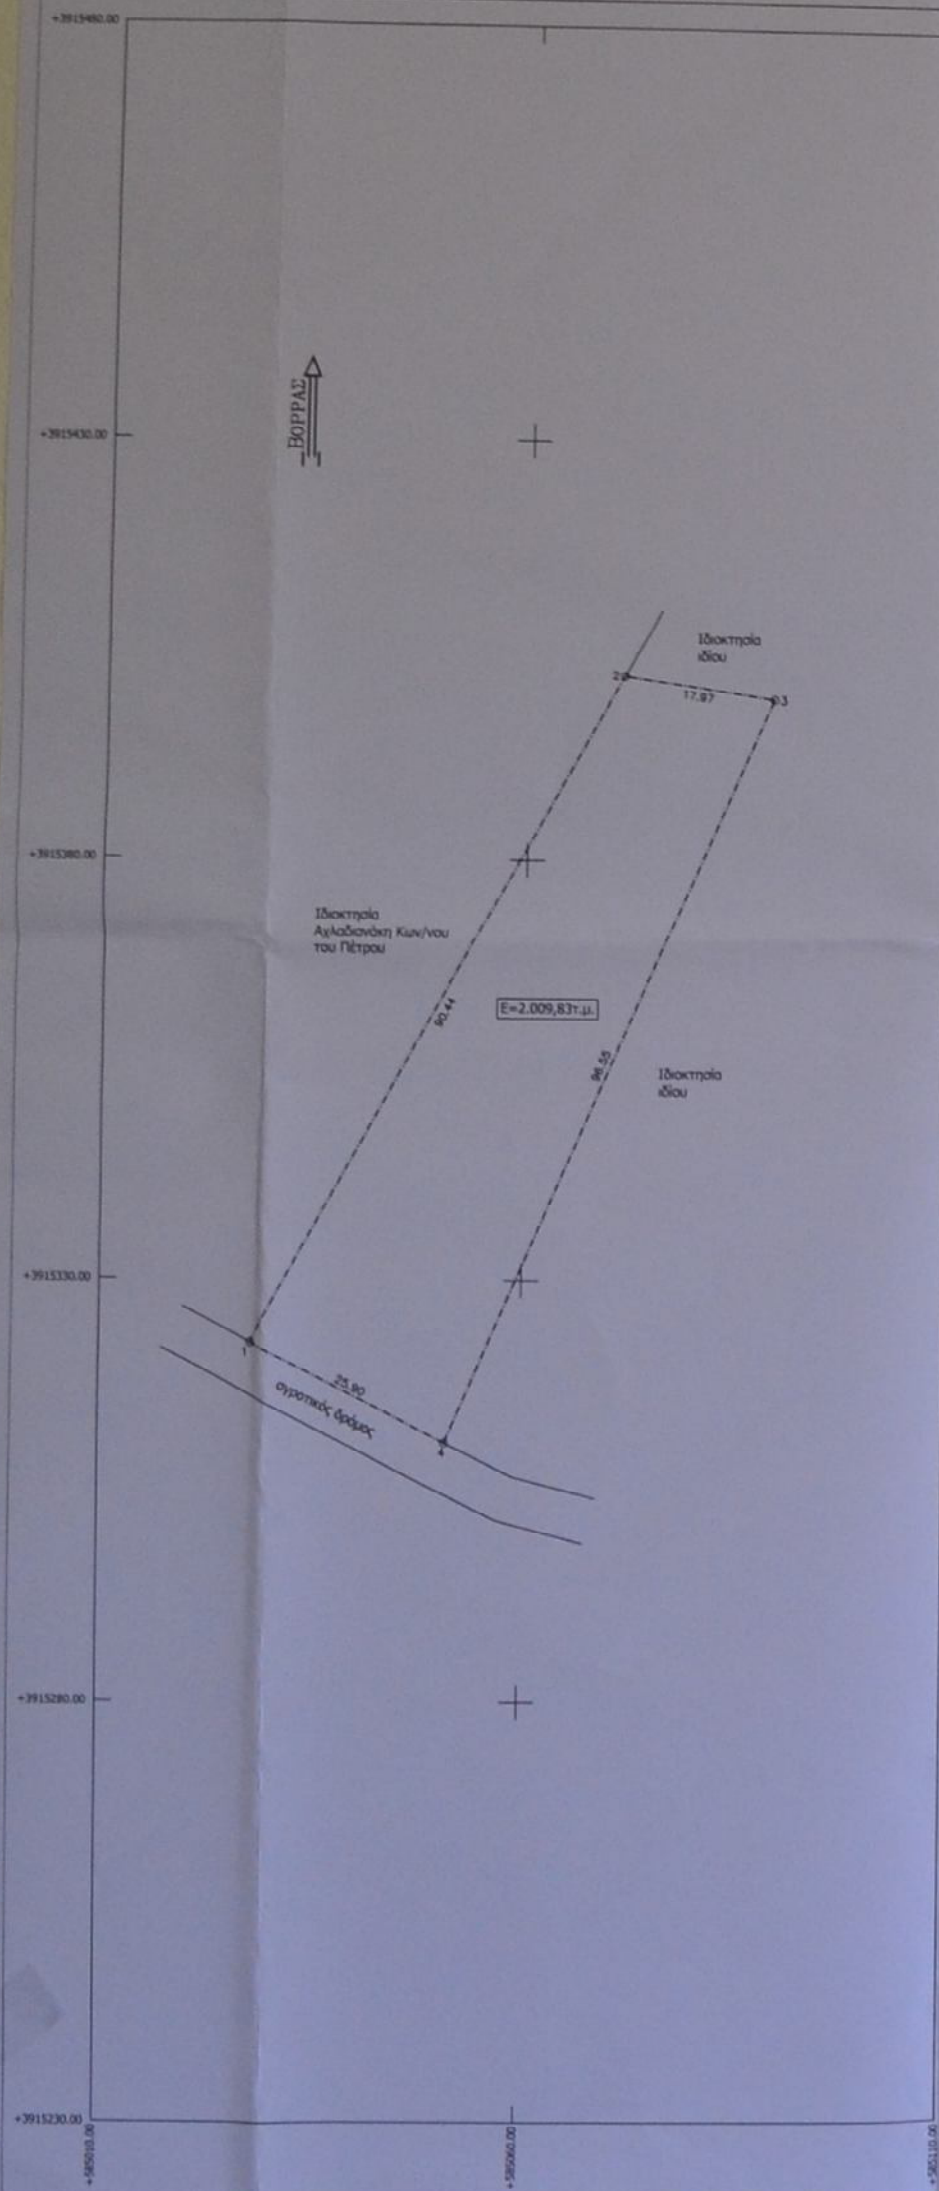 +3915480.00
ΒΟΡΡΑΣ
+3915430.00
Ιδιοκτησία
ιδίου
2
17.97
3
+3915380.00
Ιδιοκτησία
Αχλαδιανάκη Κων/νου
του Πέτρου
90.44
Ε=2.009,83τ.μ.
96.55
Ιδιοκτησία
ιδίου
+3915330.00
1
25.90
αγροτικός δρόμος
4
+3915280.00
+3915230.00
+585010.00
+585060.00
+585110.00